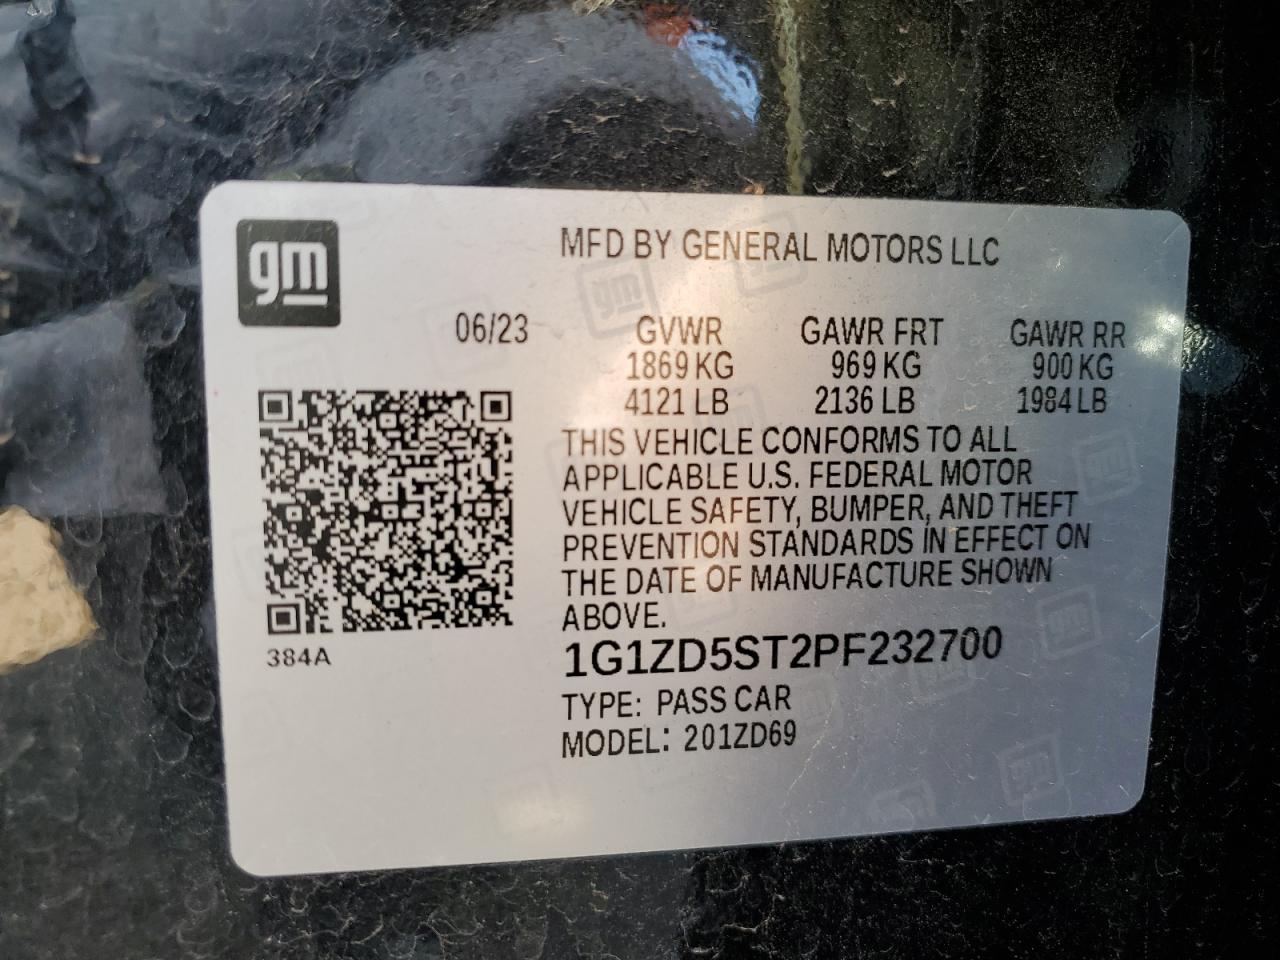 gm
MFD BY GENERAL MOTORS LLC
06/23 GVWR GAWR FRT GAWR RR
1869 KG 969 KG 900 KG
4121 LB 2136 LB 1984 LB
THIS VEHICLE CONFORMS TO ALL
APPLICABLE U.S. FEDERAL MOTOR
VEHICLE SAFETY, BUMPER, AND THEFT
PREVENTION STANDARDS IN EFFECT ON
THE DATE OF MANUFACTURE SHOWN
ABOVE.
384A
1G1ZD5ST2PF232700
TYPE: PASS CAR
MODEL: 201ZD69